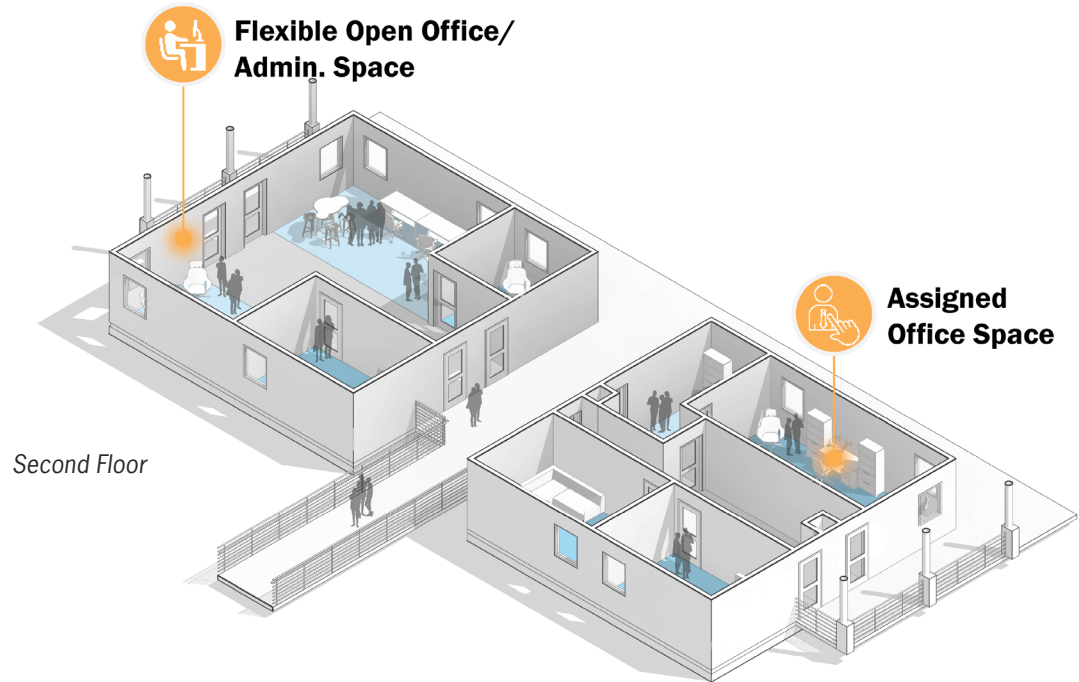 Flexible Open Office/
Admin. Space
Assigned
Office Space
Second Floor